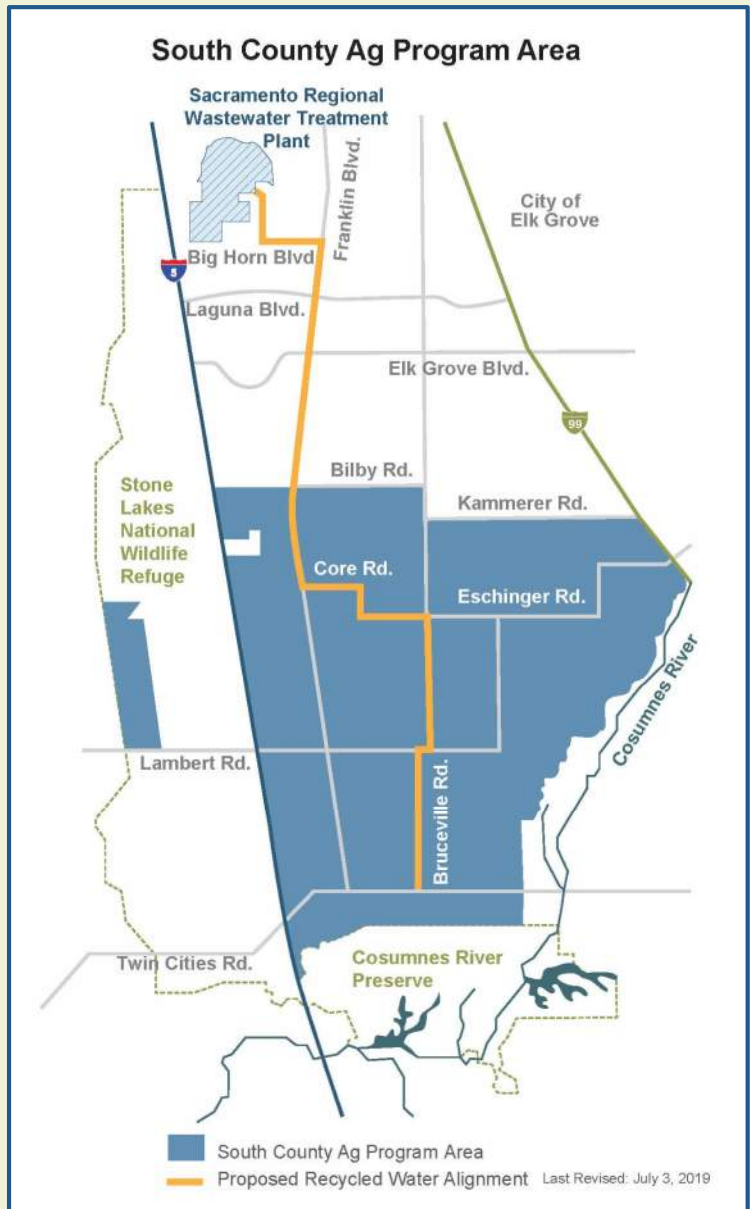 South County Ag Program Area
Sacramento Regional
Wastewater Treatment
Plant
Franklin Blvd.
City of
Elk Grove
Big Horn Blvd
5
Laguna Blvd.
Elk Grove Blvd.
99
Bilby Rd.
Stone
Lakes
National
Wildlife
Refuge
Kammerer Rd.
Core Rd.
Eschinger Rd.
Cosumnes River
Lambert Rd.
Bruceville Rd.
Twin Cities Rd.
Cosumnes River
Preserve
South County Ag Program Area
Proposed Recycled Water Alignment
Last Revised: July 3, 2019